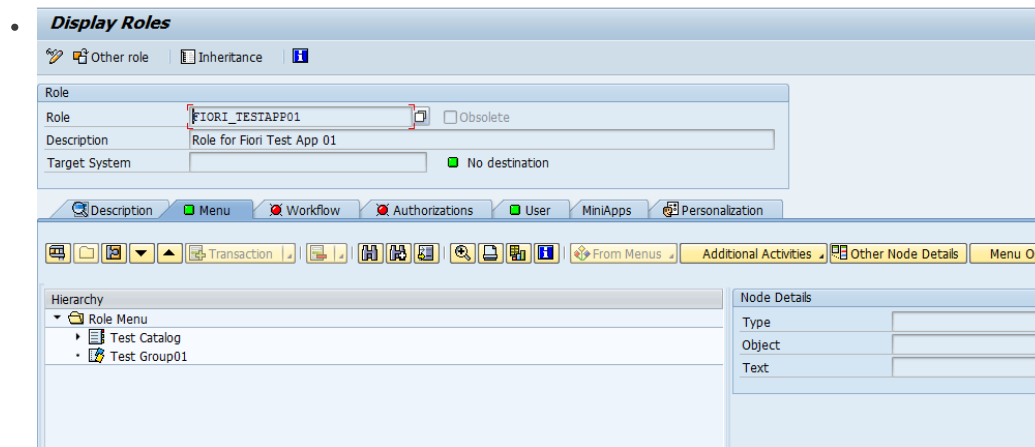 Display Roles
Other role Inheritance
Role
Role FIORI_TESTAPP01 Obsolete
Description Role for Fiori Test App 01
Target System No destination
Description Menu Workflow Authorizations User MiniApps Personalization
Transaction From Menus Additional Activities Other Node Details Menu O
Hierarchy Node Details
Role Menu Type
Test Catalog Object
Test Group01 Text